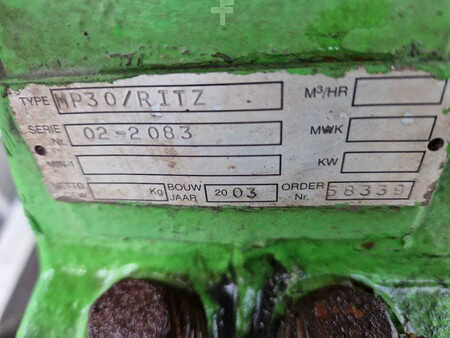 TYPE MP30/RITZ M³/HR
SERIE Nr. 02-2083 MWK
MIN-1 KW
Kg BOUW JAAR 2003 ORDER Nr. 58339